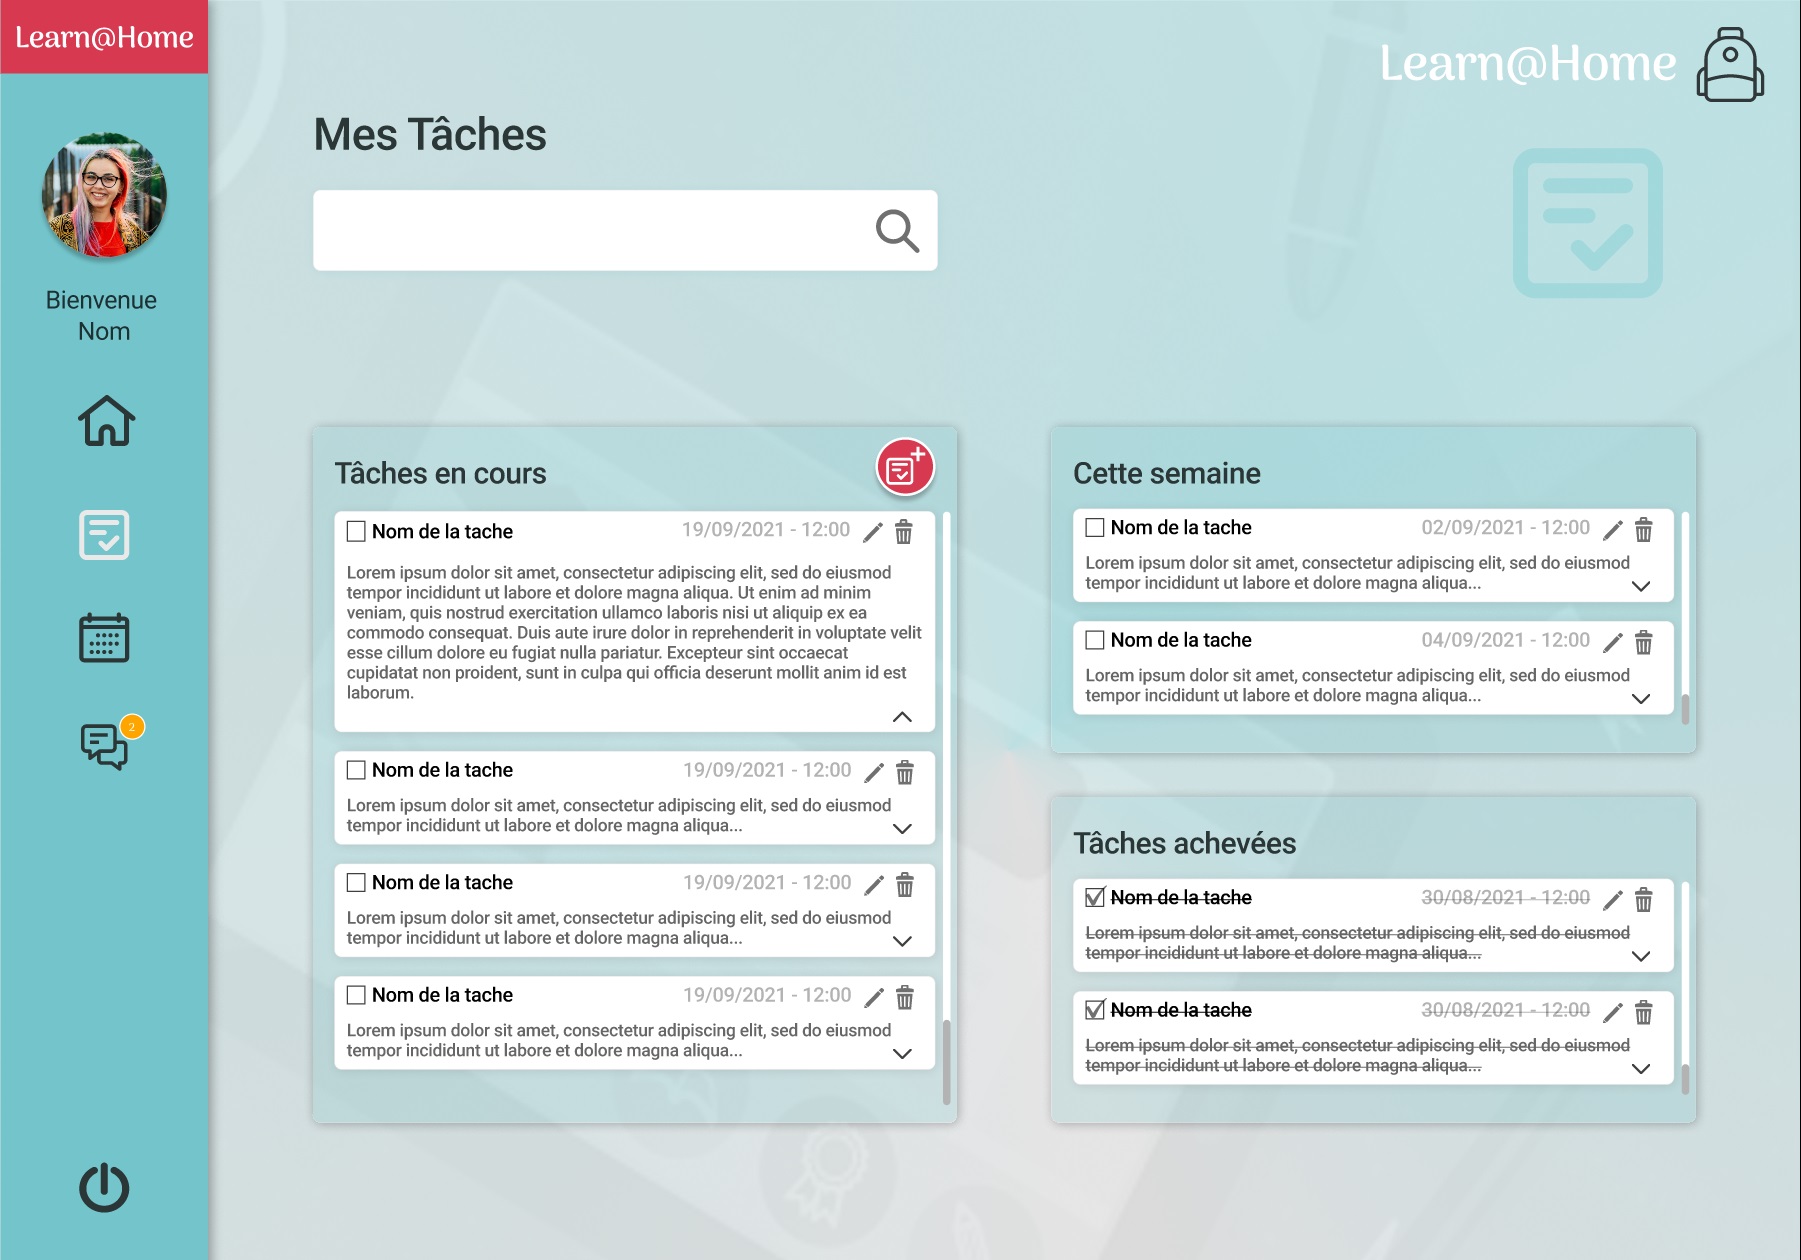 Learn@Home
Bienvenue
Nom
2
Learn@Home
Mes Tâches
Tâches en cours
Nom de la tache 19/09/2021 - 12:00
Lorem ipsum dolor sit amet, consectetur adipiscing elit, sed do eiusmod
tempor incididunt ut labore et dolore magna aliqua. Ut enim ad minim
veniam, quis nostrud exercitation ullamco laboris nisi ut aliquip ex ea
commodo consequat. Duis aute irure dolor in reprehenderit in voluptate velit
esse cillum dolore eu fugiat nulla pariatur. Excepteur sint occaecat
cupidatat non proident, sunt in culpa qui officia deserunt mollit anim id est
laborum.
Nom de la tache 19/09/2021 - 12:00
Lorem ipsum dolor sit amet, consectetur adipiscing elit, sed do eiusmod
tempor incididunt ut labore et dolore magna aliqua...
Nom de la tache 19/09/2021 - 12:00
Lorem ipsum dolor sit amet, consectetur adipiscing elit, sed do eiusmod
tempor incididunt ut labore et dolore magna aliqua...
Nom de la tache 19/09/2021 - 12:00
Lorem ipsum dolor sit amet, consectetur adipiscing elit, sed do eiusmod
tempor incididunt ut labore et dolore magna aliqua...
Cette semaine
Nom de la tache 02/09/2021 - 12:00
Lorem ipsum dolor sit amet, consectetur adipiscing elit, sed do eiusmod
tempor incididunt ut labore et dolore magna aliqua...
Nom de la tache 04/09/2021 - 12:00
Lorem ipsum dolor sit amet, consectetur adipiscing elit, sed do eiusmod
tempor incididunt ut labore et dolore magna aliqua...
Tâches achevées
Nom de la tache 30/08/2021 - 12:00
Lorem ipsum dolor sit amet, consectetur adipiscing elit, sed do eiusmod
tempor incididunt ut labore et dolore magna aliqua...
Nom de la tache 30/08/2021 - 12:00
Lorem ipsum dolor sit amet, consectetur adipiscing elit, sed do eiusmod
tempor incididunt ut labore et dolore magna aliqua...